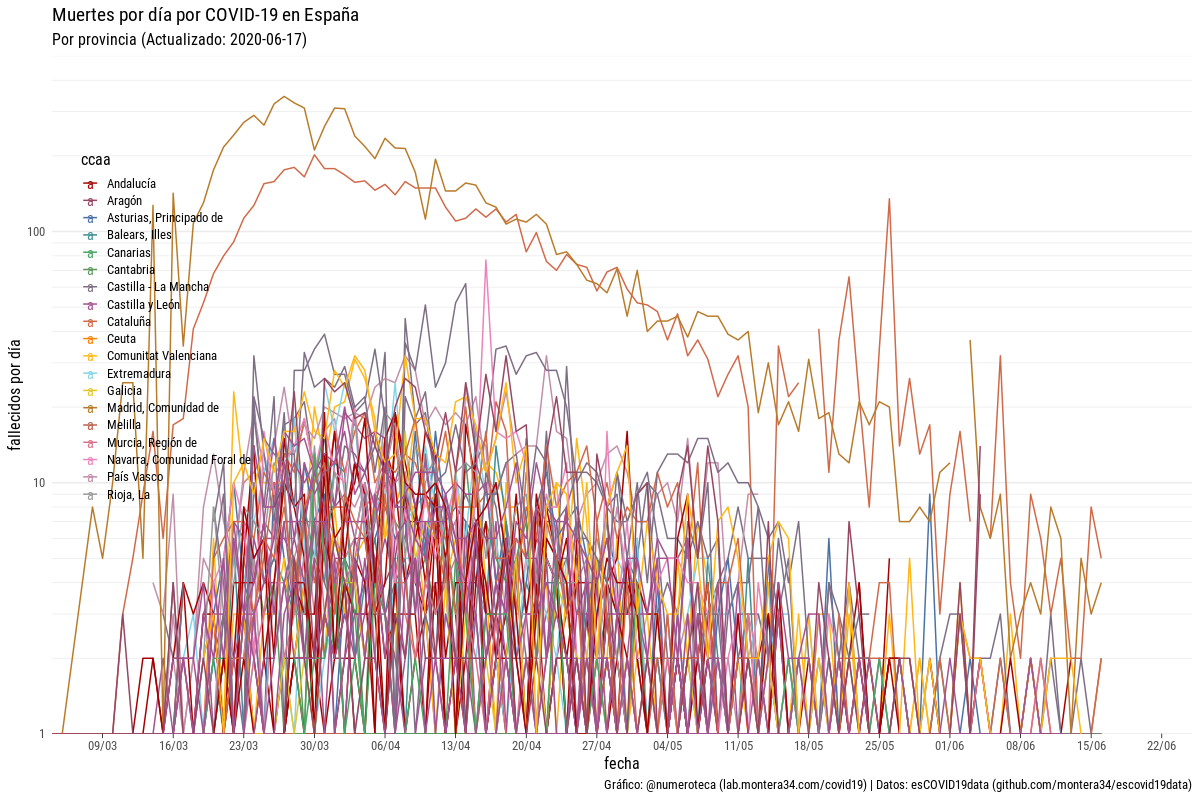 Muertes por día por COVID-19 en España
Por provincia (Actualizado: 2020-06-17)
fallecidos por día
100
10
1
ccaa
Andalucía
Aragón
Asturias, Principado de
Balears, Illes
Canarias
Cantabria
Castilla - La Mancha
Castilla y León
Cataluña
Ceuta
Comunitat Valenciana
Extremadura
Galicia
Madrid, Comunidad de
Melilla
Murcia, Región de
Navarra, Comunidad Foral de
País Vasco
Rioja, La
09/03 16/03 23/03 30/03 06/04 13/04 20/04 27/04 04/05 11/05 18/05 25/05 01/06 08/06 15/06 22/06
fecha
Gráfico: @numeroteca (lab.montera34.com/covid19) | Datos: esCOVID19data (github.com/montera34/escovid19data)